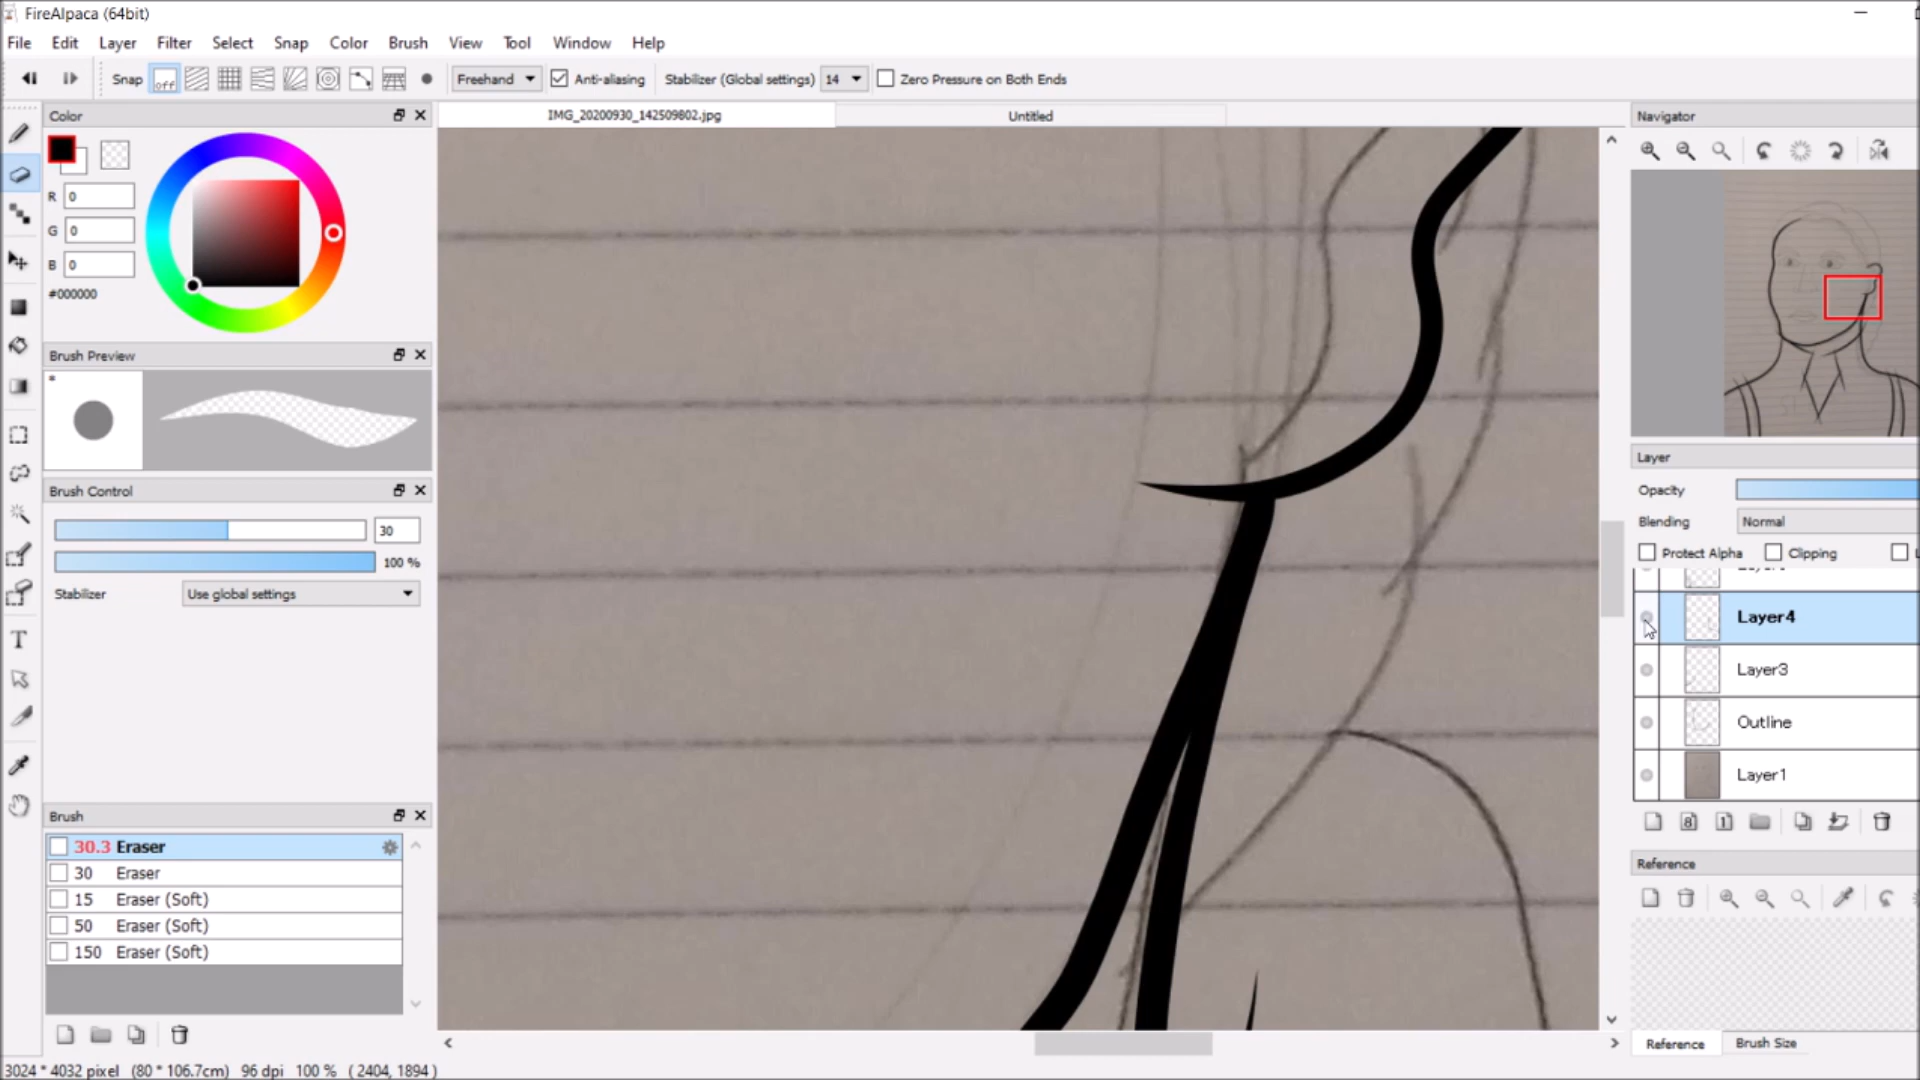 FireAlpaca (64bit)
File Edit Layer Filter Select Snap Color Brush View Tool Window Help
Snap off Freehand Anti-aliasing Stabilizer (Global settings) 14 Zero Pressure on Both Ends
Color
IMG_20200930_142509802.jpg
Untitled
Navigator
R 0
G 0
B 0
#000000
Brush Preview
*
Brush Control
30
100 %
Stabilizer Use global settings
Brush
30.3 Eraser
30 Eraser
15 Eraser (Soft)
50 Eraser (Soft)
150 Eraser (Soft)
Layer
Opacity
Blending Normal
Protect Alpha Clipping
Layer4
Layer3
Outline
Layer1
8 1
Reference
Reference Brush Size
3024 * 4032 pixel (80 * 106.7cm) 96 dpi 100 % ( 2404, 1894 )